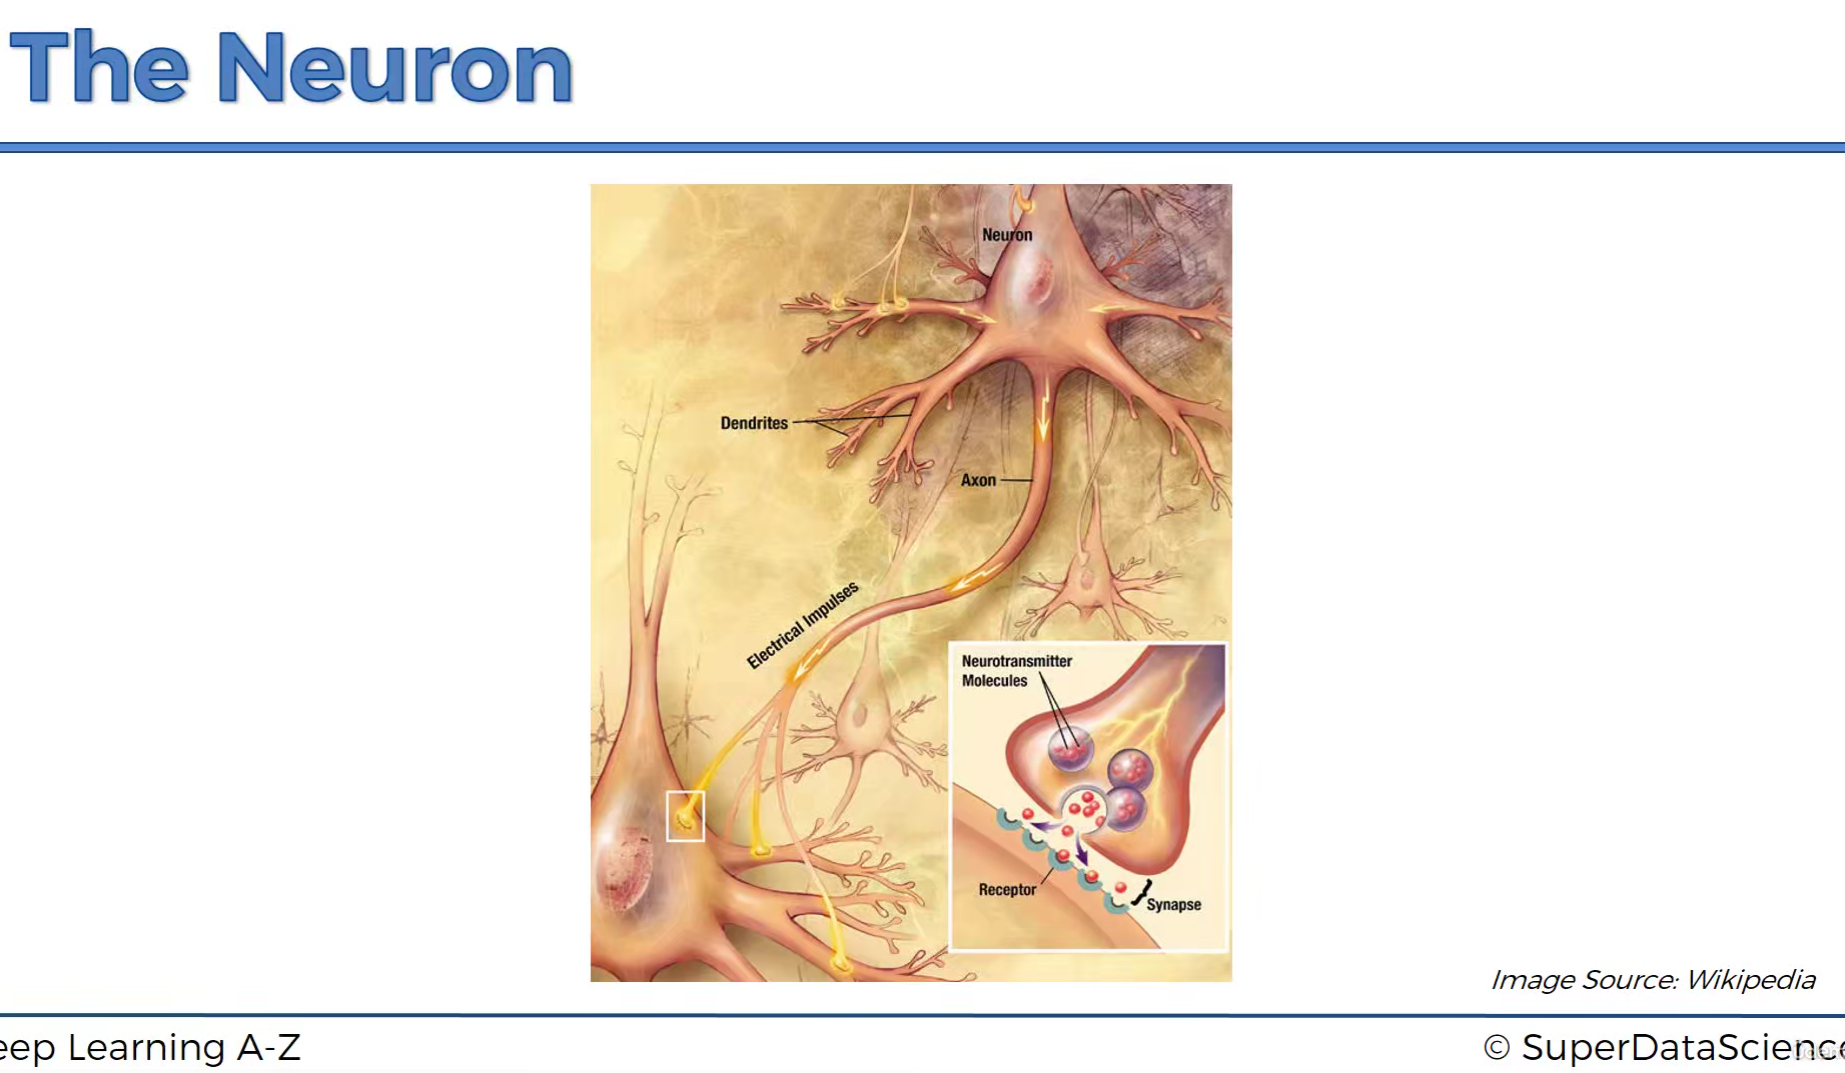 The Neuron
Neuron
Dendrites
Axon
Electrical Impulses
Neurotransmitter
Molecules
Receptor
Synapse
Image Source: Wikipedia
eep Learning A-Z
© SuperDataScience